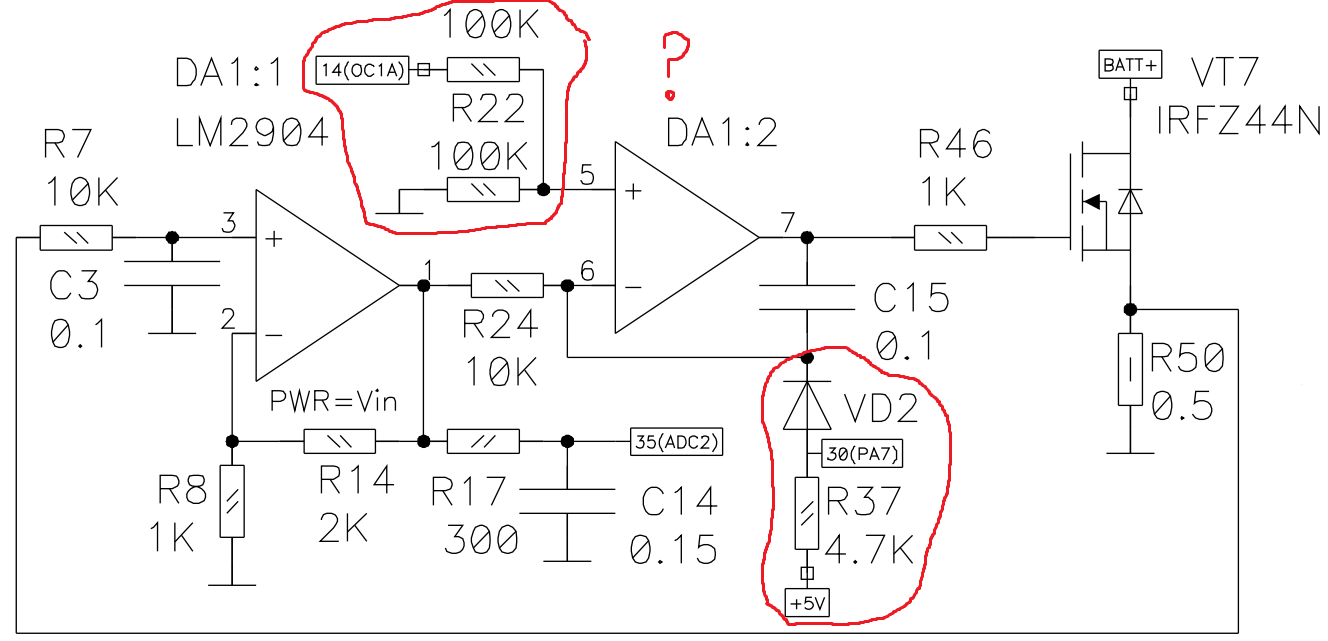 100K
14(OC1A)
R22
100K
?
DA1:1
LM2904
DA1:2
BATT+
VT7
IRFZ44N
R7
10K
R46
1K
3
+
5
+
7
C3
0.1
2
-
1
6
-
R24
10K
C15
0.1
R50
0.5
PWR=Vin
VD2
35(ADC2)
30(PA7)
R8
1K
R14
2K
R17
300
C14
0.15
R37
4.7K
+5V